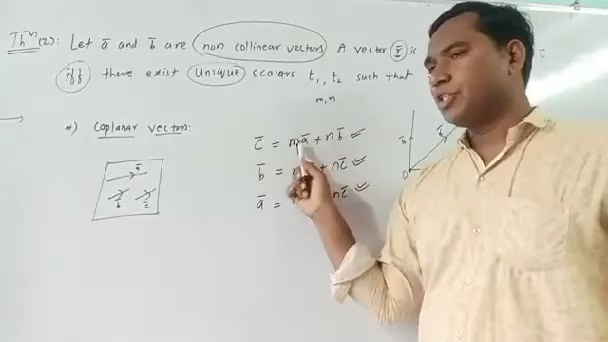 Thm (2): Let a̅ and b̅ are non collinear vectors A vector r̅ is
iff there exist unique scalars t₁, t₂ such that
m, n
*) Coplanar vectors:
a̅
b̅ c̅
c̅ = ma̅ + nb̅
b̅ = + nc̅
a̅ = nc̅